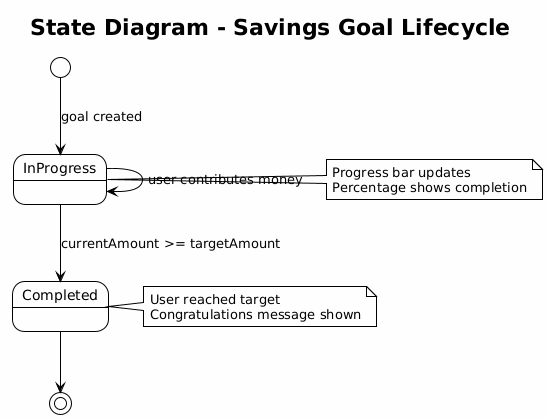 State Diagram - Savings Goal Lifecycle
goal created
InProgress
user contributes money
Progress bar updates
Percentage shows completion
currentAmount >= targetAmount
Completed
User reached target
Congratulations message shown